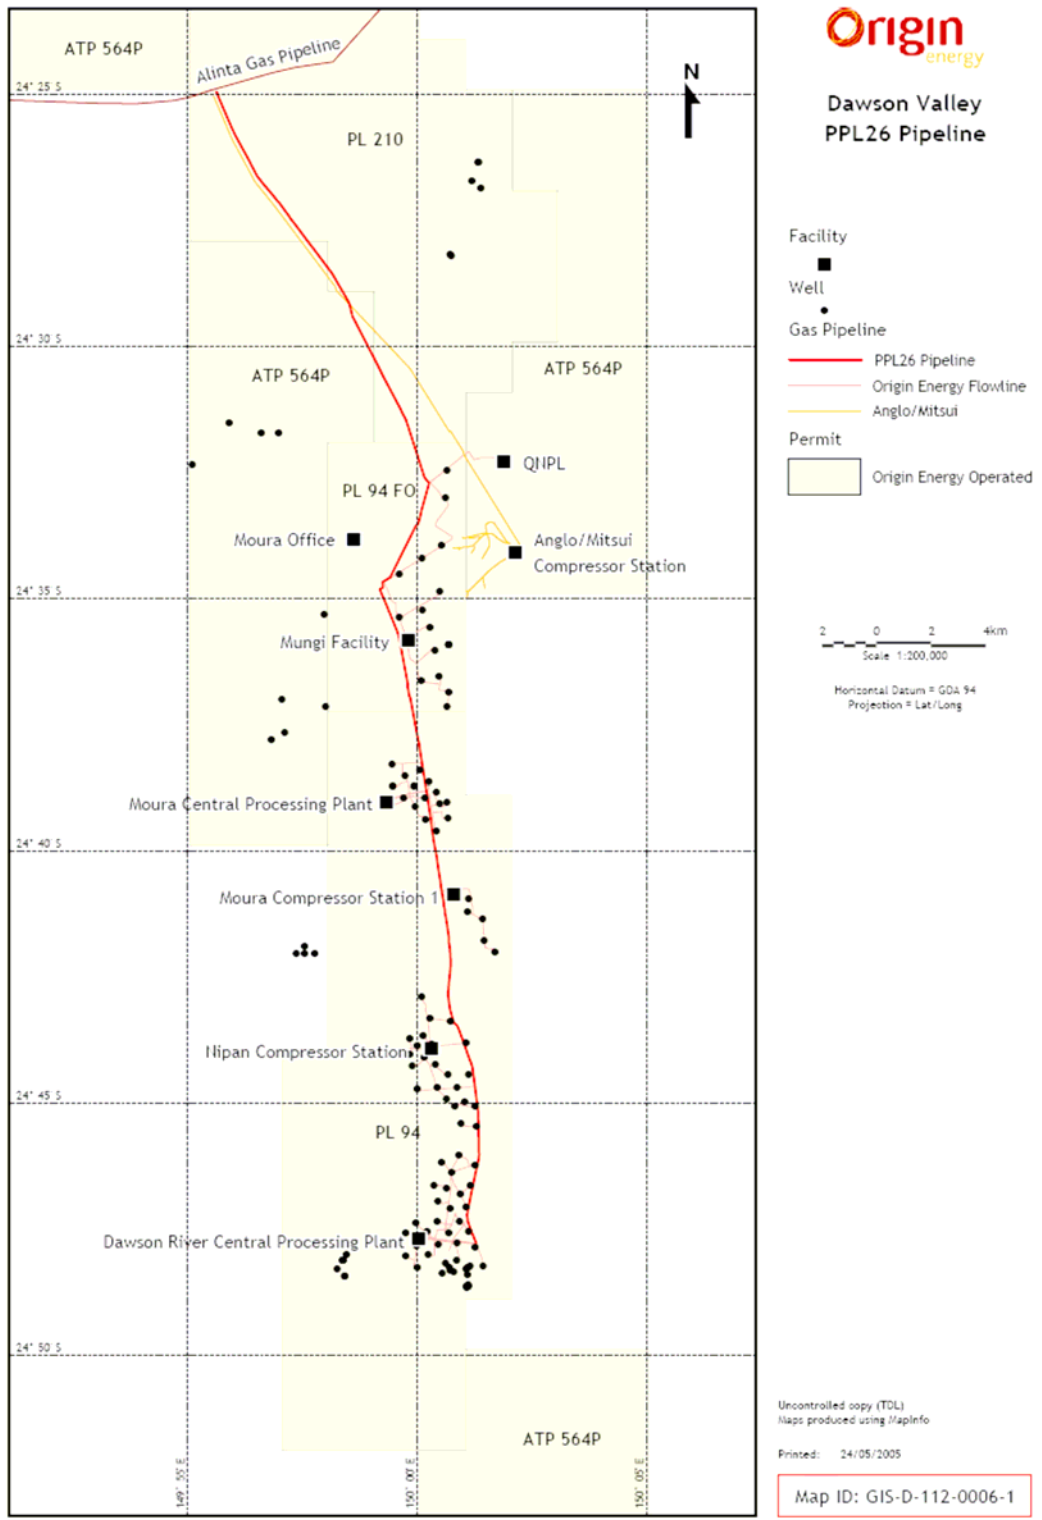 ATP 564P
Alinta Gas Pipeline
24° 25 S
PL 210
N
24° 30 S
ATP 564P
ATP 564P
QNPL
PL 94 FO
Moura Office
Anglo/Mitsui
Compressor Station
24° 35 S
Mungi Facility
Moura Central Processing Plant
24° 40 S
Moura Compressor Station 1
Nipan Compressor Station
24° 45 S
PL 94
Dawson River Central Processing Plant
24° 50 S
ATP 564P
149° 55' E
150° 00' E
150° 05' E
Origin
energy
Dawson Valley
PPL26 Pipeline
Facility
Well
Gas Pipeline
PPL26 Pipeline
Origin Energy Flowline
Anglo/Mitsui
Permit
Origin Energy Operated
2 0 2 4km
Scale 1:200,000
Horizontal Datum = GDA 94
Projection = Lat/Long
Uncontrolled copy (TDL)
Maps produced using MapInfo
Printed: 24/05/2005
Map ID: GIS-D-112-0006-1